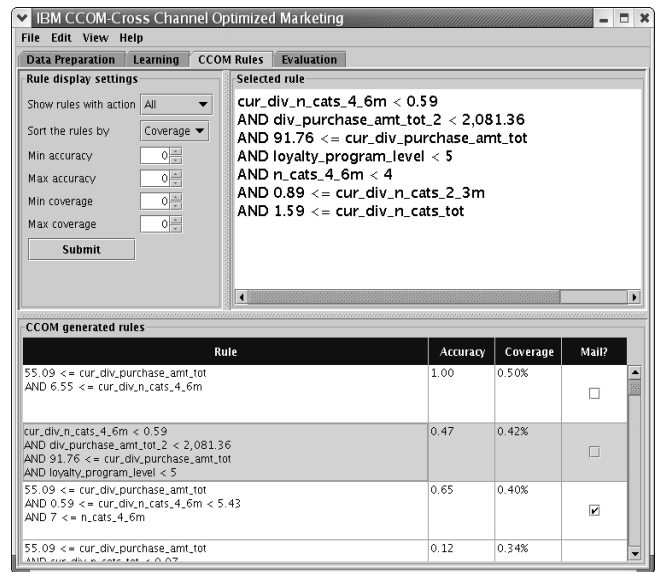 IBM CCOM-Cross Channel Optimized Marketing
File Edit View Help
Data Preparation Learning CCOM Rules Evaluation
Rule display settings
Show rules with action All
Sort the rules by Coverage
Min accuracy 0
Max accuracy 0
Min coverage 0
Max coverage 0
Submit
Selected rule
cur_div_n_cats_4_6m < 0.59
AND div_purchase_amt_tot_2 < 2,081.36
AND 91.76 <= cur_div_purchase_amt_tot
AND loyalty_program_level < 5
AND n_cats_4_6m < 4
AND 0.89 <= cur_div_n_cats_2_3m
AND 1.59 <= cur_div_n_cats_tot
CCOM generated rules
Rule Accuracy Coverage Mail?
55.09 <= cur_div_purchase_amt_tot 1.00 0.50%
AND 6.55 <= cur_div_n_cats_4_6m
cur_div_n_cats_4_6m < 0.59 0.47 0.42%
AND div_purchase_amt_tot_2 < 2,081.36
AND 91.76 <= cur_div_purchase_amt_tot
AND loyalty_program_level < 5
55.09 <= cur_div_purchase_amt_tot 0.65 0.40%
AND 0.59 <= cur_div_n_cats_4_6m < 5.43
AND 7 <= n_cats_4_6m
55.09 <= cur_div_purchase_amt_tot 0.12 0.34%
AND cur_div_n_cats_tot < 0.07